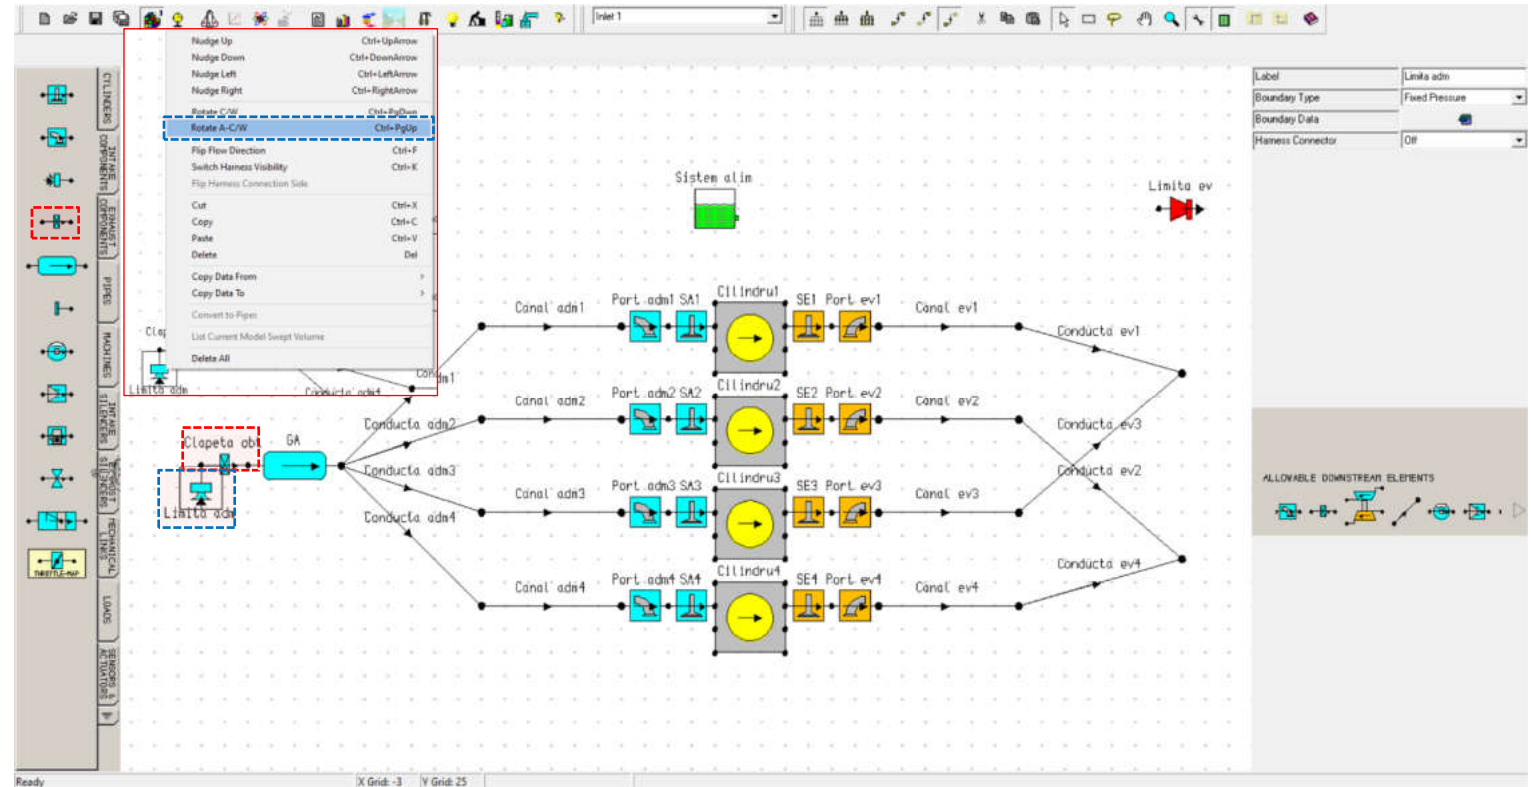 Inlet 1
Nudge Up Ctrl+UpArrow
Nudge Down Ctrl+DownArrow
Nudge Left Ctrl+LeftArrow
Nudge Right Ctrl+RightArrow
Rotate C/W Ctrl+PgDwn
Rotate A-C/W Ctrl+PgUp
Flip Flow Direction Ctrl+F
Switch Harness Visibility Ctrl+K
Flip Harness Connection Side
Cut Ctrl+X
Copy Ctrl+C
Paste Ctrl+V
Delete Del
Copy Data From >
Copy Data To >
Convert to Pipes
List Current Model Swept Volume
Delete All
CYLINDERS
INTAKE COMPONENTS
EXHAUST COMPONENTS
PIPES
MACHINES
INTAKE SILENCERS
EXHAUST SILENCERS
MECHANICAL LINKS
LOADS
SENSORS & ACTUATORS
THROTTLE-MAP
Label Limita adm
Boundary Type Fixed Pressure
Boundary Data
Harness Connector Off
ALLOWABLE DOWNSTREAM ELEMENTS
Sistem alim
Limita ev
Limita adm
Conducta adm1
Canal adm1 Port adm1 SA1 Cilindru1 SE1 Port ev1 Canal ev1
Conducta ev1
Canal adm2 Port adm2 SA2 Cilindru2 SE2 Port ev2 Canal ev2
Conducta adm2
Conducta ev3
Clapeta obt GA
Conducta adm3
Conducta ev2
Canal adm3 Port adm3 SA3 Cilindru3 SE3 Port ev3 Canal ev3
Limita adm
Conducta adm4
Conducta ev4
Canal adm4 Port adm4 SA4 Cilindru4 SE4 Port ev4 Canal ev4
Ready X Grid: -3 Y Grid: 25